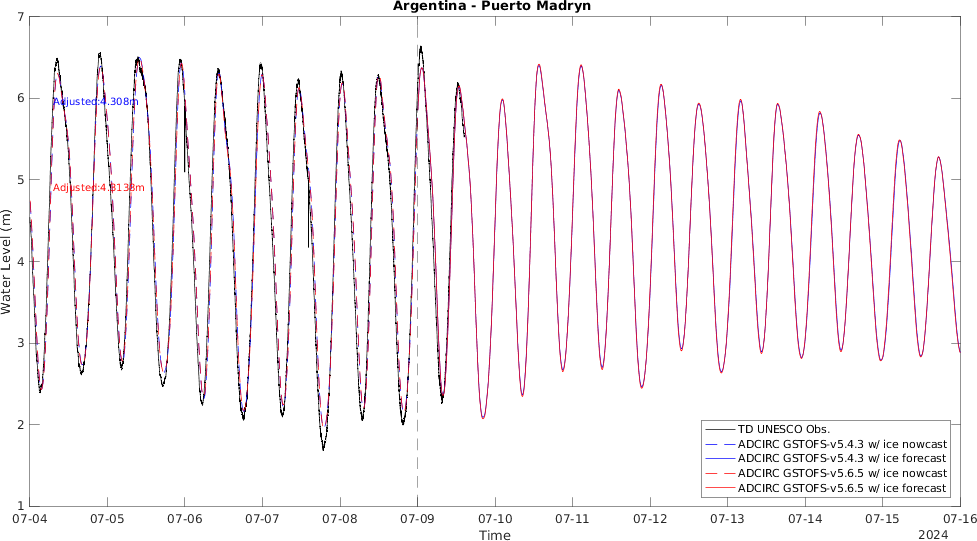 Argentina - Puerto Madryn
7
6
5
4
3
2
1
Water Level (m)
Adjusted:4.308m
Adjusted:4.3138m
TD UNESCO Obs.
ADCIRC GSTOFS-v5.4.3 w/ ice nowcast
ADCIRC GSTOFS-v5.4.3 w/ ice forecast
ADCIRC GSTOFS-v5.6.5 w/ ice nowcast
ADCIRC GSTOFS-v5.6.5 w/ ice forecast
07-04 07-05 07-06 07-07 07-08 07-09 07-10 07-11 07-12 07-13 07-14 07-15 07-16
Time
2024